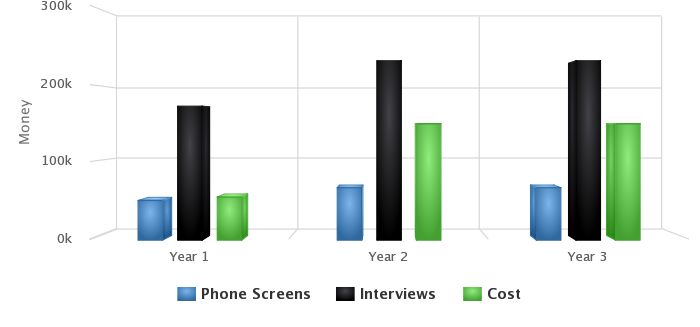 300k
200k
100k
0k
Money
Year 1
Year 2
Year 3
Phone Screens
Interviews
Cost